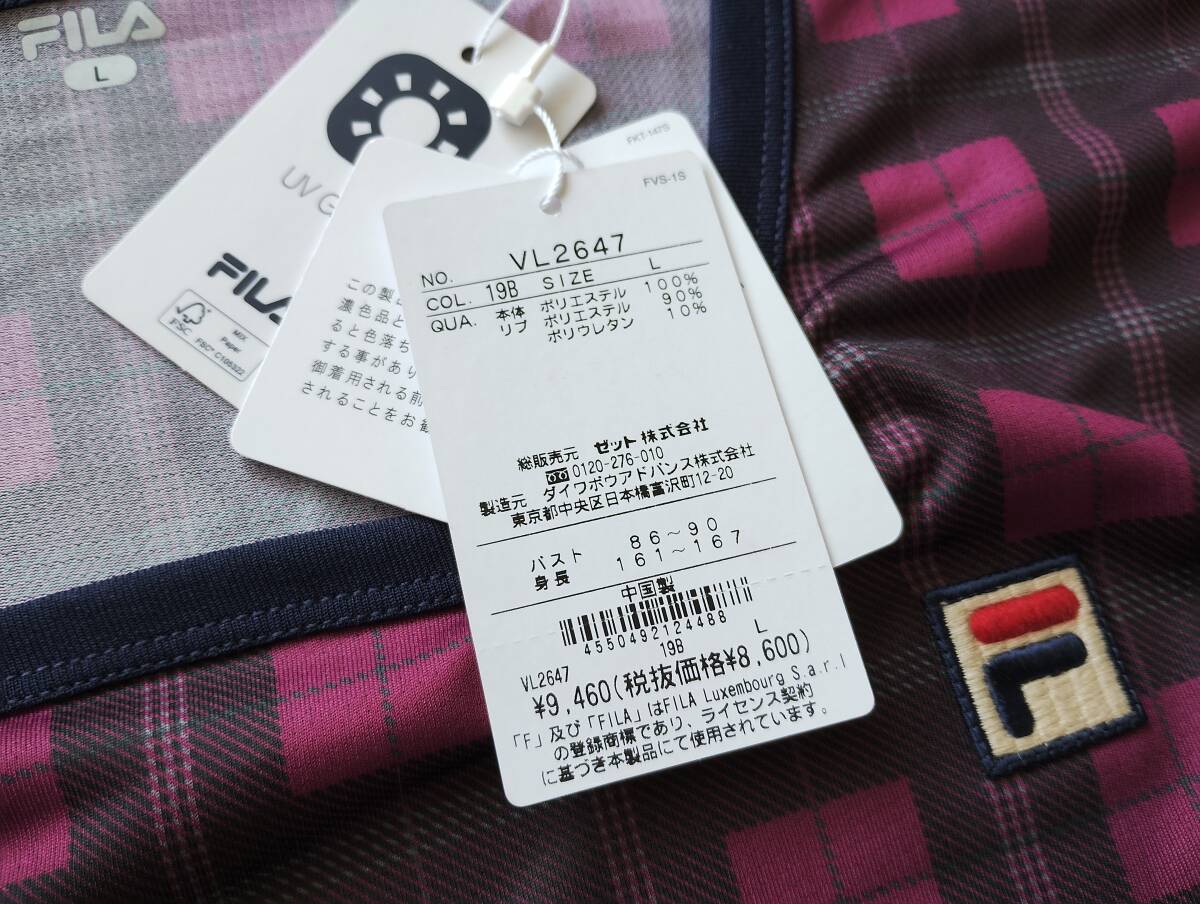 FILA
L
UV G
FILA
FSC
MIX
Paper
FSC® C105322
この製
濃色品と
ると色落ち
する事があり
御着用される前
されることをお勧
FKT-147S
FVS-1S
NO. VL2647
COL. 19B SIZE L
QUA. 本体 ポリエステル 100%
リブ ポリエステル 90%
ポリウレタン 10%
総販売元 ゼット株式会社
0120-276-010
製造元 ダイワボウアドバンス株式会社
東京都中央区日本橋富沢町12-20
バスト 86～90
身長 161～167
中国製
4550492124488
VL2647 19B L
¥9,460(税抜価格¥8,600)
「F」及び「FILA」はFILA Luxembourg S.a.r.l
の登録商標であり、ライセンス契約
に基づき本製品にて使用されています。